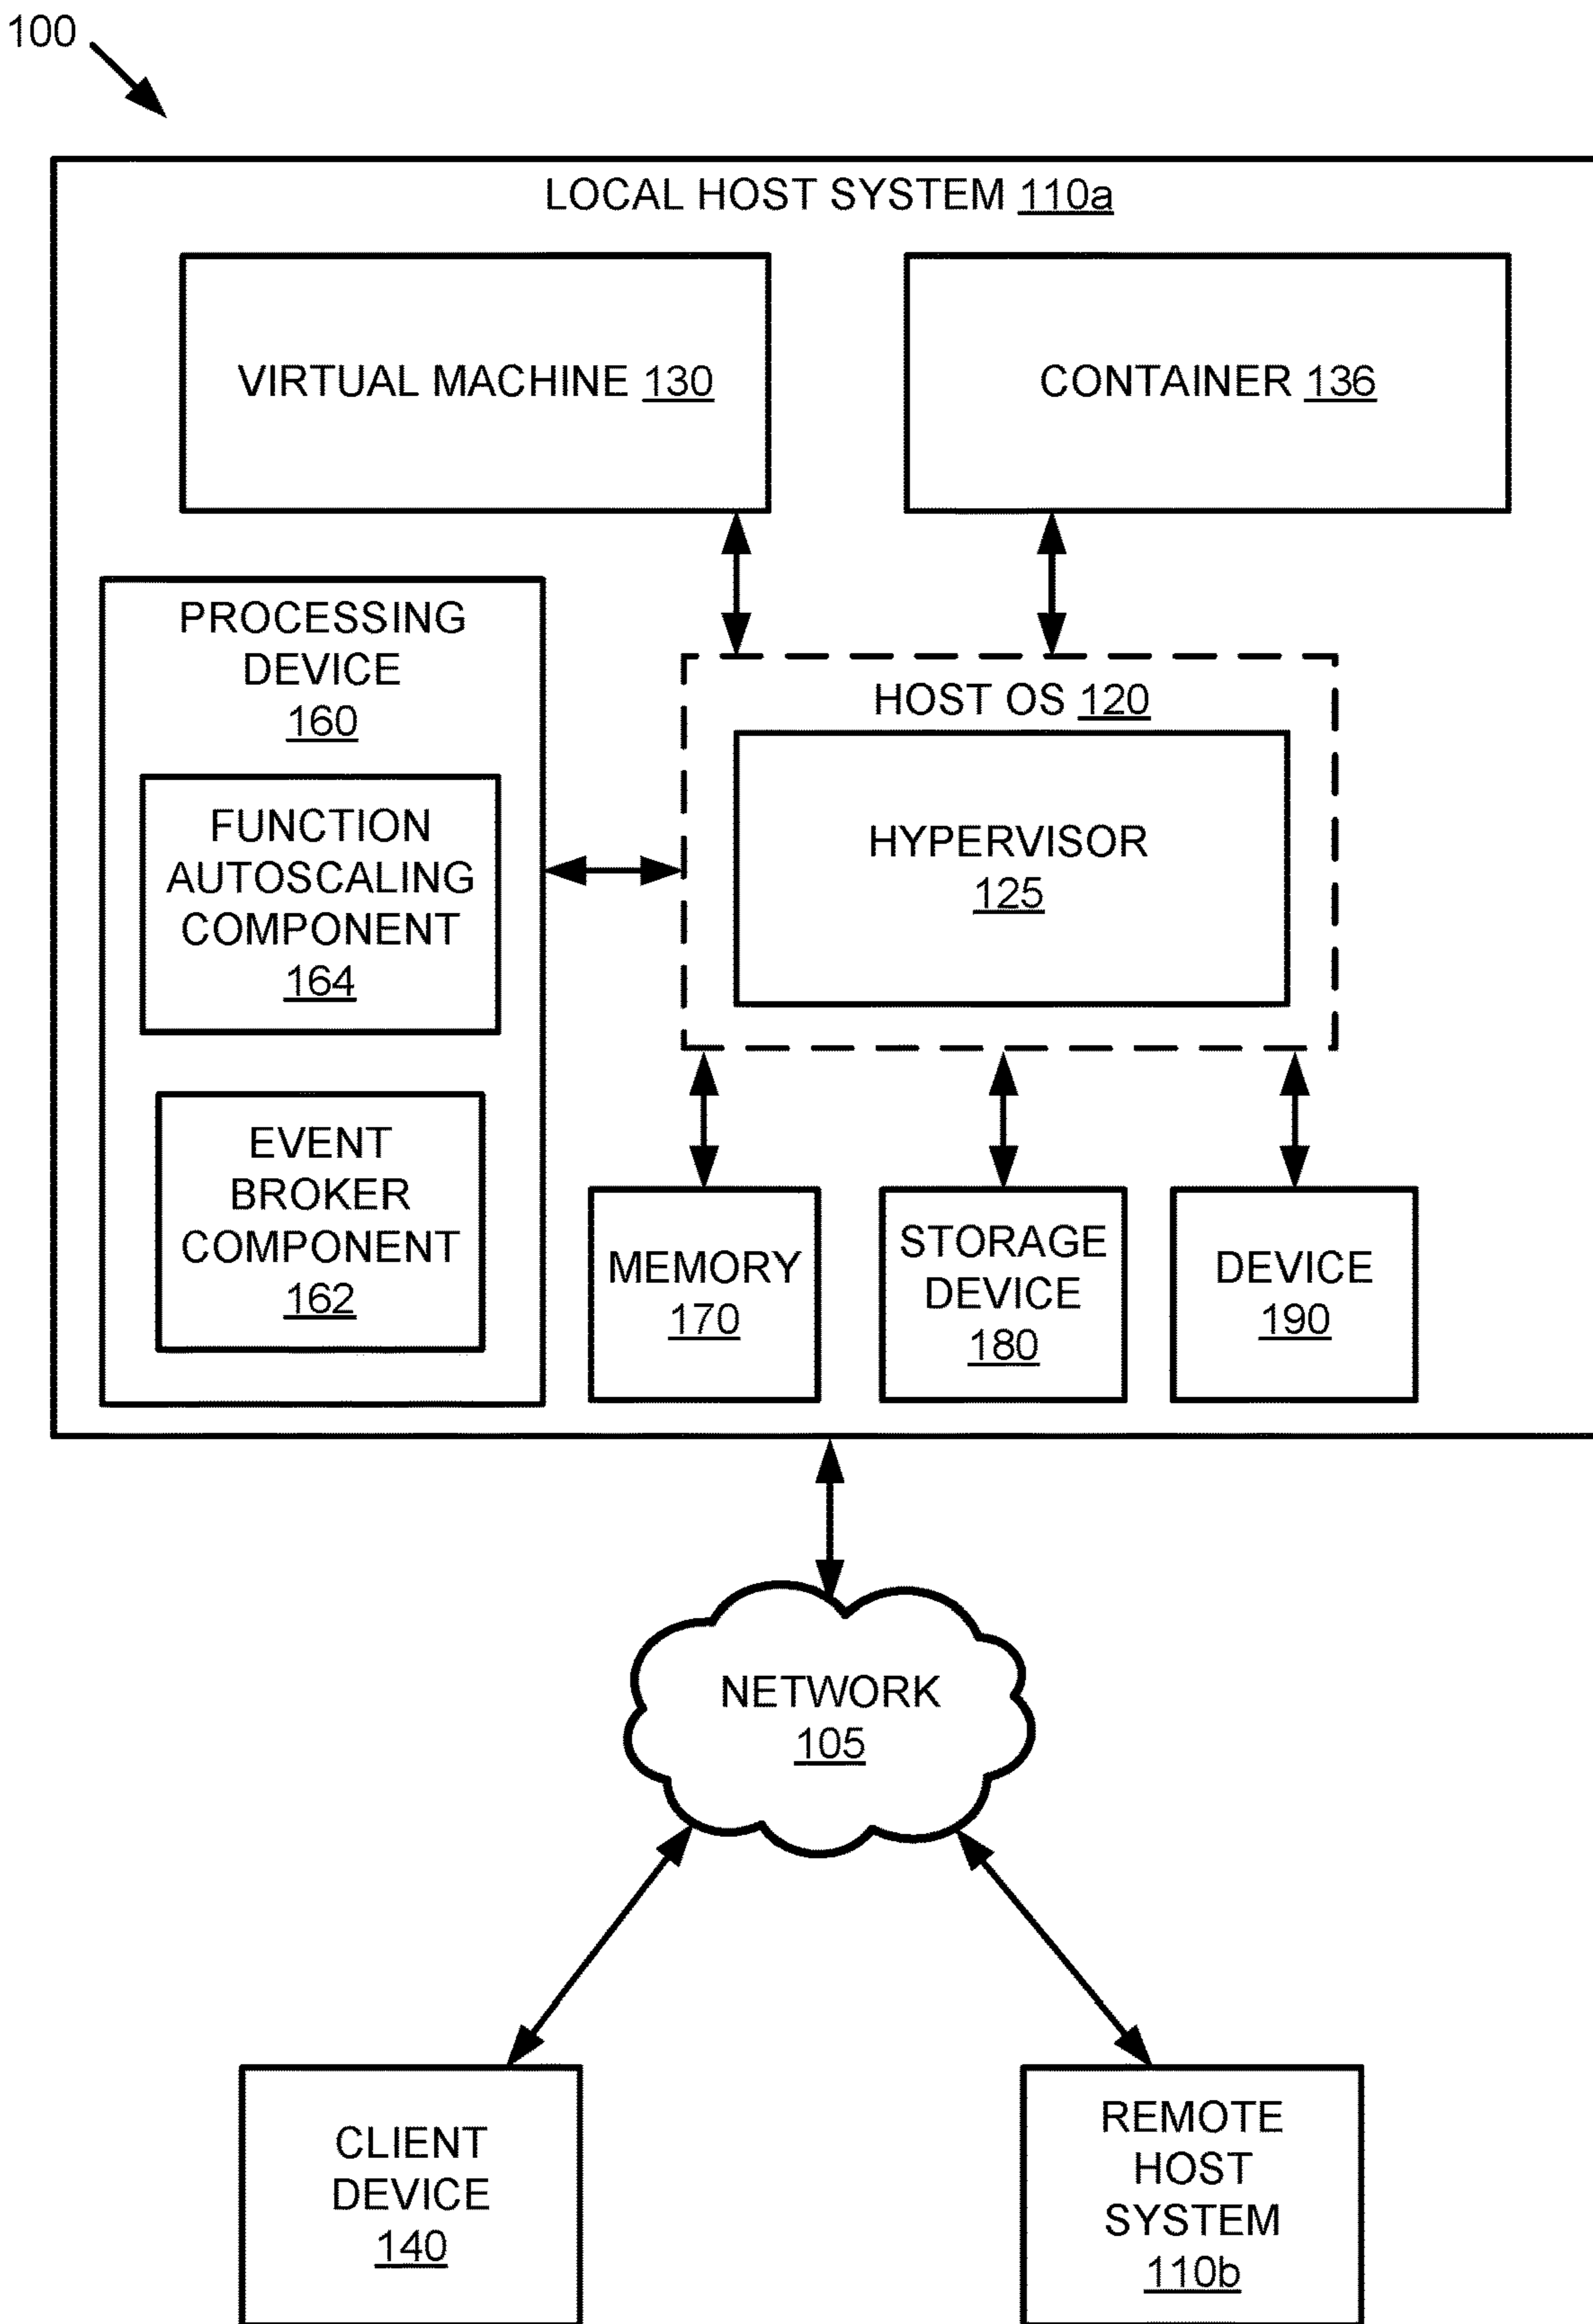 100
LOCAL HOST SYSTEM 110a
VIRTUAL MACHINE 130
CONTAINER 136
PROCESSING
DEVICE
160
FUNCTION
AUTOSCALING
COMPONENT
164
EVENT
BROKER
COMPONENT
162
HOST OS 120
HYPERVISOR
125
MEMORY
170
STORAGE
DEVICE
180
DEVICE
190
NETWORK
105
CLIENT
DEVICE
140
REMOTE
HOST
SYSTEM
110b